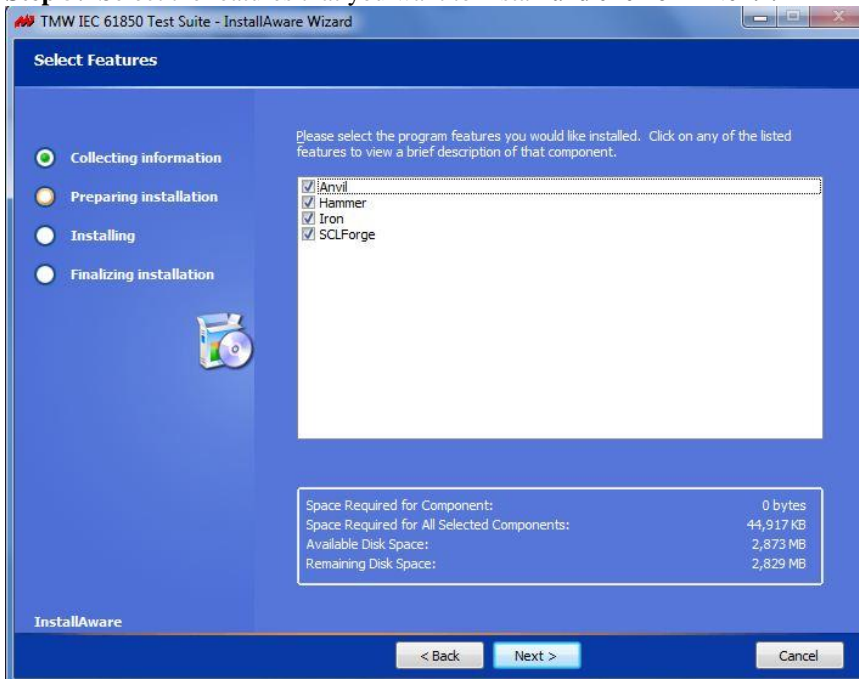 TMW IEC 61850 Test Suite - InstallAware Wizard
Select Features
Please select the program features you would like installed. Click on any of the listed
features to view a brief description of that component.
Collecting information
Preparing installation
Installing
Finalizing installation
Anvil
Hammer
Iron
SCLForge
Space Required for Component: 0 bytes
Space Required for All Selected Components: 44,917 KB
Available Disk Space: 2,873 MB
Remaining Disk Space: 2,829 MB
InstallAware
< Back Next > Cancel